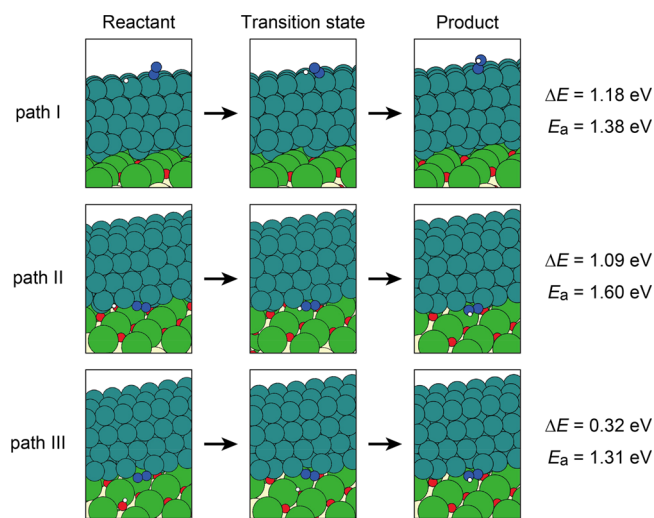 Reactant Transition state Product
path I
ΔE = 1.18 eV
Ea = 1.38 eV
path II
ΔE = 1.09 eV
Ea = 1.60 eV
path III
ΔE = 0.32 eV
Ea = 1.31 eV